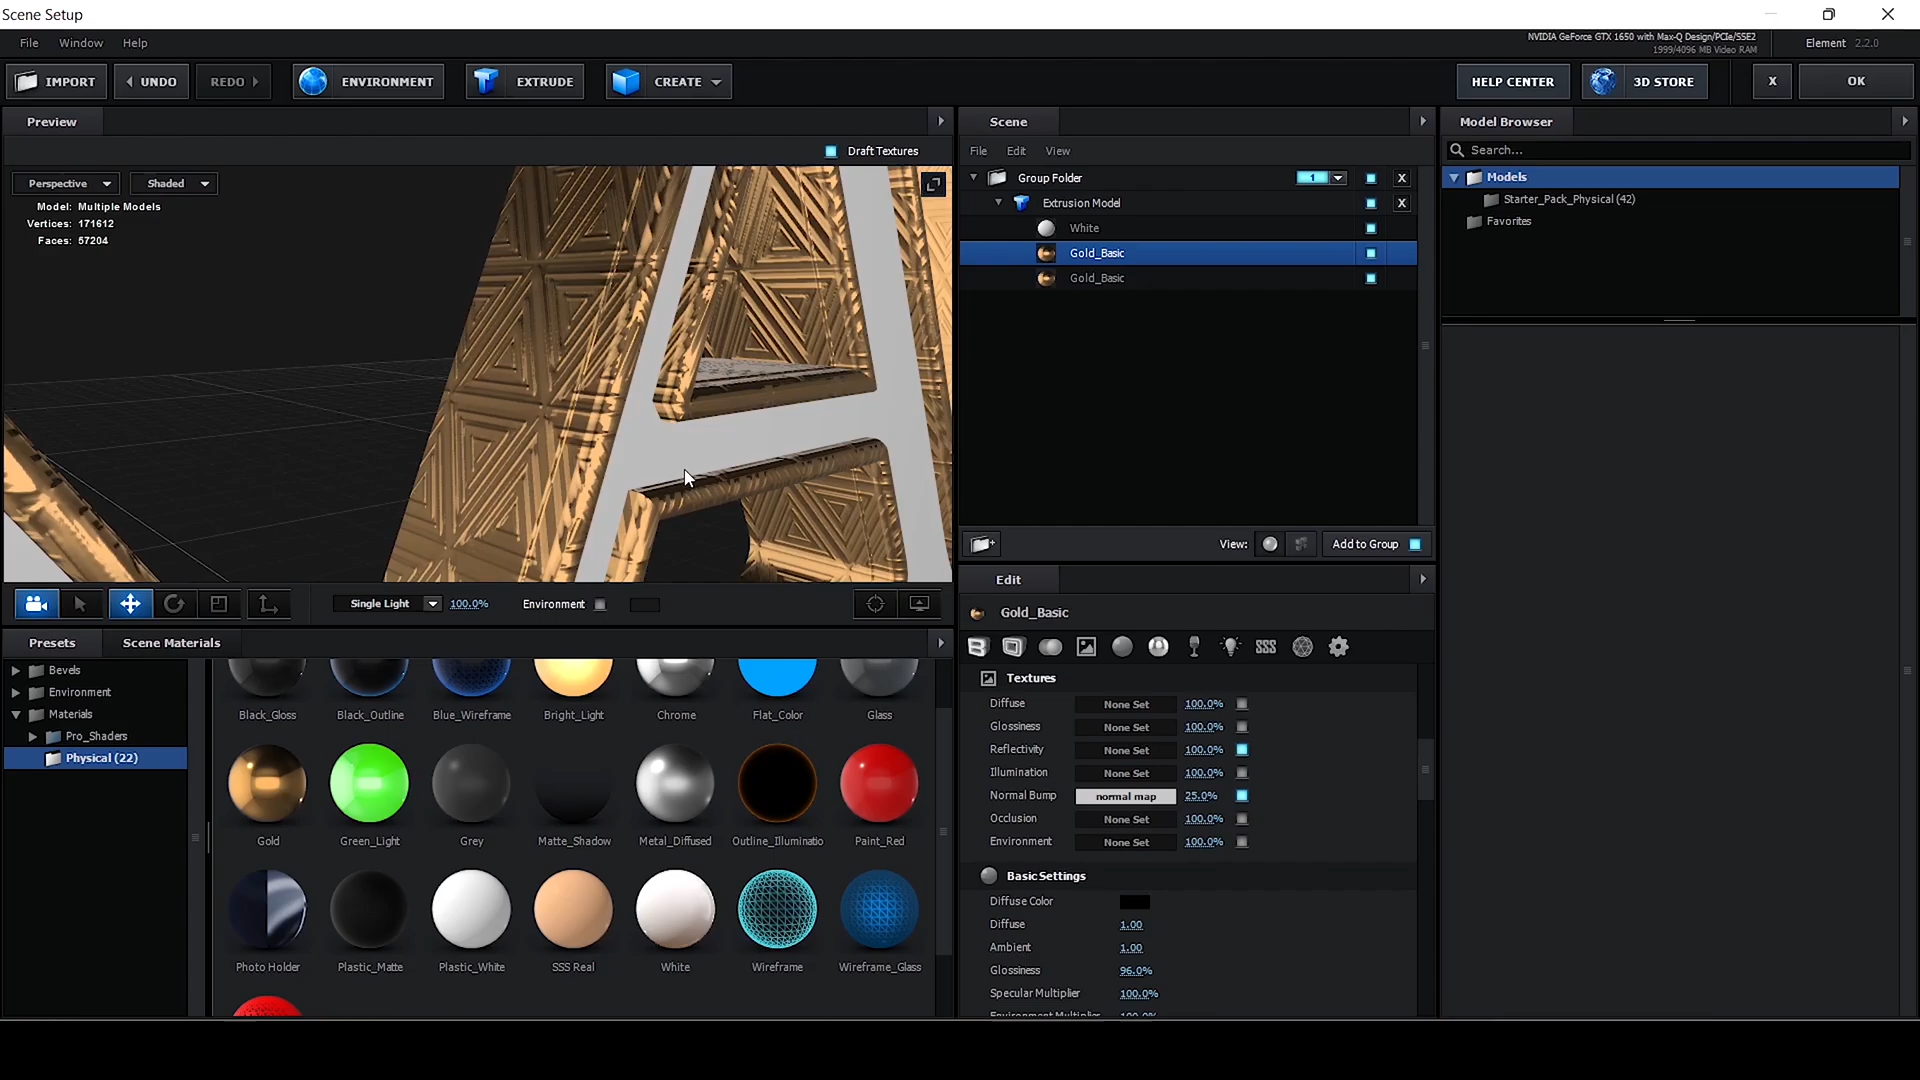 Scene Setup
File Window Help
NVIDIA GeForce GTX 1650 with Max-Q Design/PCIe/SSE2
1999/4096 MB Video RAM
Element 2.2.0
IMPORT UNDO REDO ENVIRONMENT EXTRUDE CREATE HELP CENTER 3D STORE X OK
Preview
Draft Textures
Perspective Shaded
Model: Multiple Models
Vertices: 171612
Faces: 57204
Single Light 100.0% Environment
Presets Scene Materials
Bevels
Environment
Materials
Pro_Shaders
Physical (22)
Black_Gloss Black_Outline Blue_Wireframe Bright_Light Chrome Flat_Color Glass
Gold Green_Light Grey Matte_Shadow Metal_Diffused Outline_Illuminatio Paint_Red
Photo Holder Plastic_Matte Plastic_White SSS Real White Wireframe Wireframe_Glass
Scene
File Edit View
Group Folder 1 X
Extrusion Model X
White
Gold_Basic
Gold_Basic
View: Add to Group
Edit
Gold_Basic
Textures
Diffuse None Set 100.0%
Glossiness None Set 100.0%
Reflectivity None Set 100.0%
Illumination None Set 100.0%
Normal Bump normal map 25.0%
Occlusion None Set 100.0%
Environment None Set 100.0%
Basic Settings
Diffuse Color
Diffuse 1.00
Ambient 1.00
Glossiness 96.0%
Specular Multiplier 100.0%
Environment Multiplier 100.0%
Model Browser
Search...
Models
Starter_Pack_Physical (42)
Favorites